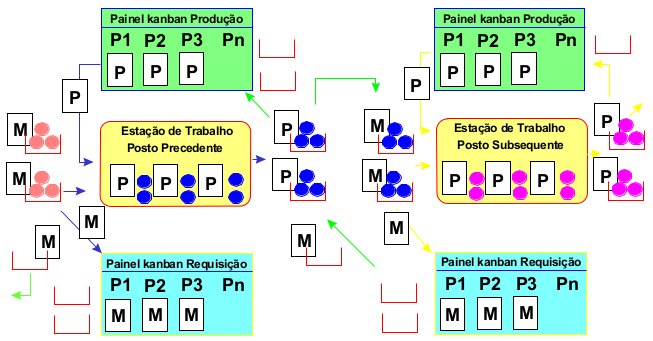 Painel kanban Produção
P1 P2 P3 Pn
P P P
P
M
M
Estação de Trabalho
Posto Precedente
P P P
P
P
M
M
Painel kanban Requisição
P1 P2 P3 Pn
M M M
Painel kanban Produção
P1 P2 P3 Pn
P P P
P
M
M
Estação de Trabalho
Posto Subsequente
P P P
P
P
M
M
Painel kanban Requisição
P1 P2 P3 Pn
M M M